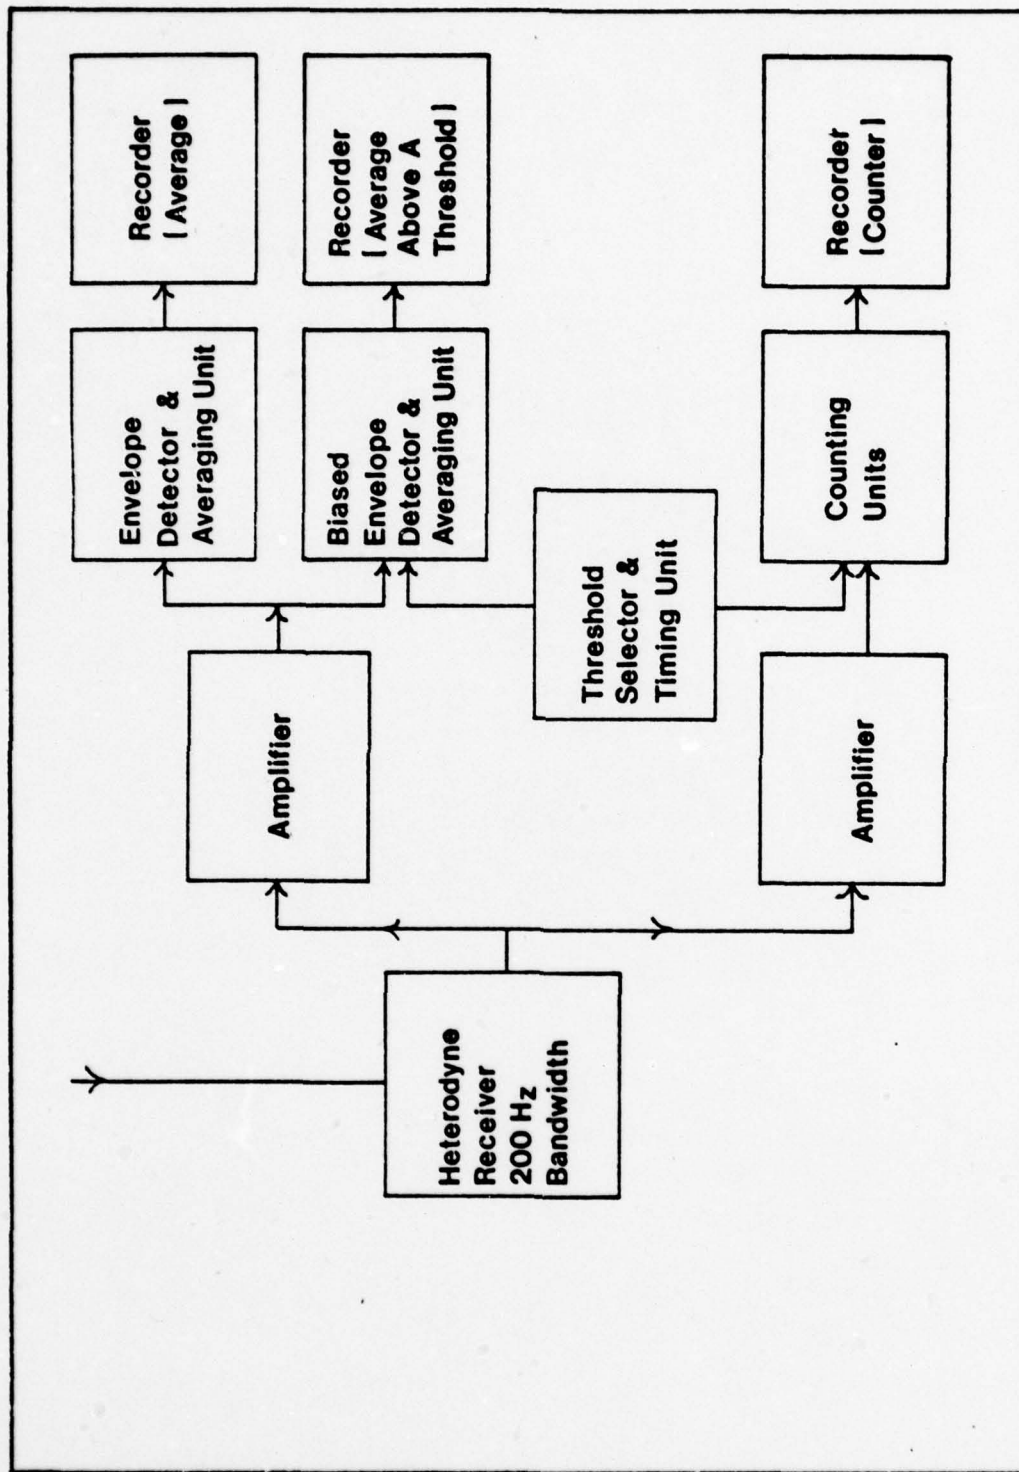 Heterodyne
Receiver
200 Hz
Bandwidth
Amplifier
Amplifier
Threshold
Selector &
Timing Unit
Envelope
Detector &
Averaging Unit
Biased
Envelope
Detector &
Averaging Unit
Counting
Units
Recorder
(Average)
Recorder
(Average
Above A
Threshold)
Recorder
(Counter)